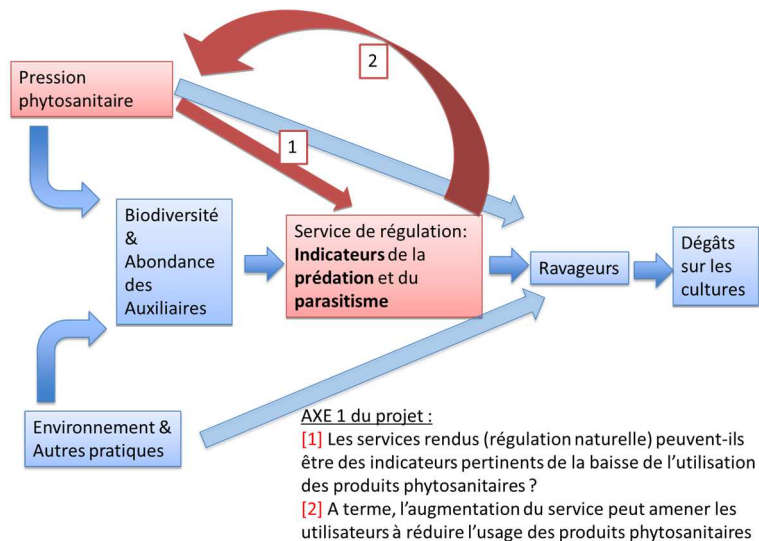 2
Pression
phytosanitaire
1
Biodiversité
&
Abondance
des
Auxiliaires
Service de régulation:
Indicateurs de la
prédation et du
parasitisme
Ravageurs
Dégâts
sur les
cultures
Environnement &
Autres pratiques
AXE 1 du projet :
[1] Les services rendus (régulation naturelle) peuvent-ils
être des indicateurs pertinents de la baisse de l’utilisation
des produits phytosanitaires ?
[2] A terme, l’augmentation du service peut amener les
utilisateurs à réduire l’usage des produits phytosanitaires